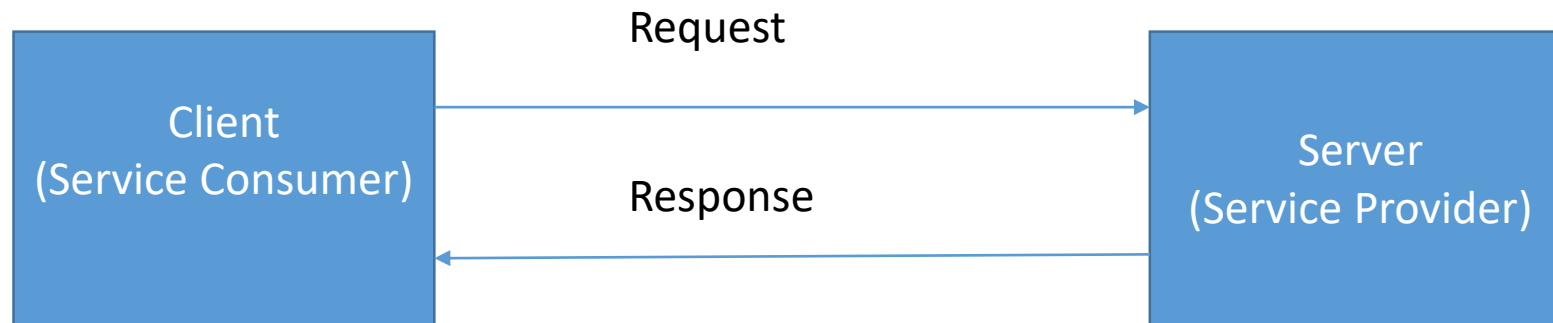 Request
Client
(Service Consumer)
Server
(Service Provider)
Response